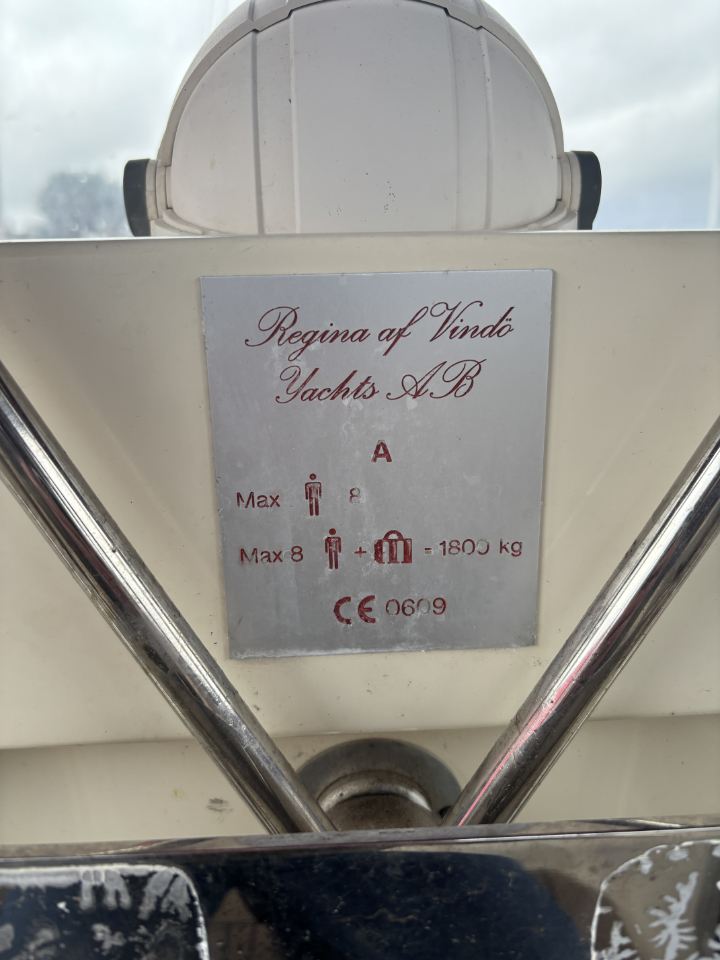 Regina af Vindö
Yachts AB
A
Max 8
Max 8 + = 1800 kg
CE 0609